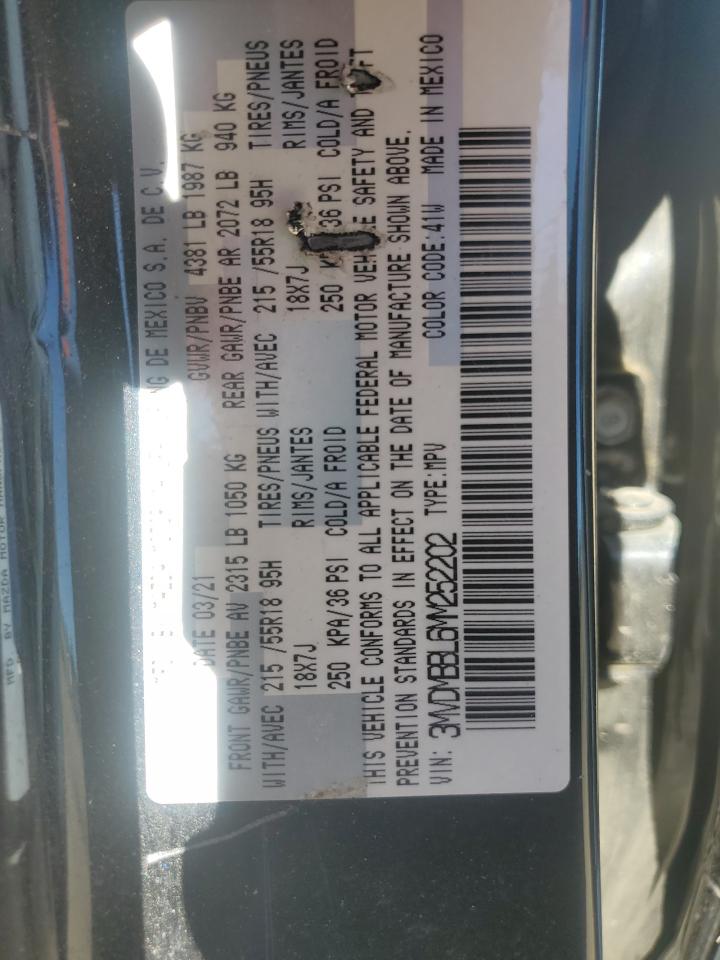 ING DE MEXICO S.A. DE C.V.
DATE 03/21 GVWR/PNBV 4381 LB 1987 KG
FRONT GAWR/PNBE AV 2315 LB 1050 KG REAR GAWR/PNBE AR 2072 LB 940 KG
WITH/AVEC 215 /55R18 95H TIRES/PNEUS WITH/AVEC 215 /55R18 95H TIRES/PNEUS
18X7J RIMS/JANTES 18X7J RIMS/JANTES
250 KPA/36 PSI COLD/A FROID 250 36 PSI COLD/A FROID
THIS VEHICLE CONFORMS TO ALL APPLICABLE FEDERAL MOTOR VEHICLE SAFETY AND THEFT
PREVENTION STANDARDS IN EFFECT ON THE DATE OF MANUFACTURE SHOWN ABOVE.
VIN: 3MVDMBBL6MM252202 TYPE:MPV COLOR CODE:41W MADE IN MEXICO
MFD. BY MAZDA MOTOR